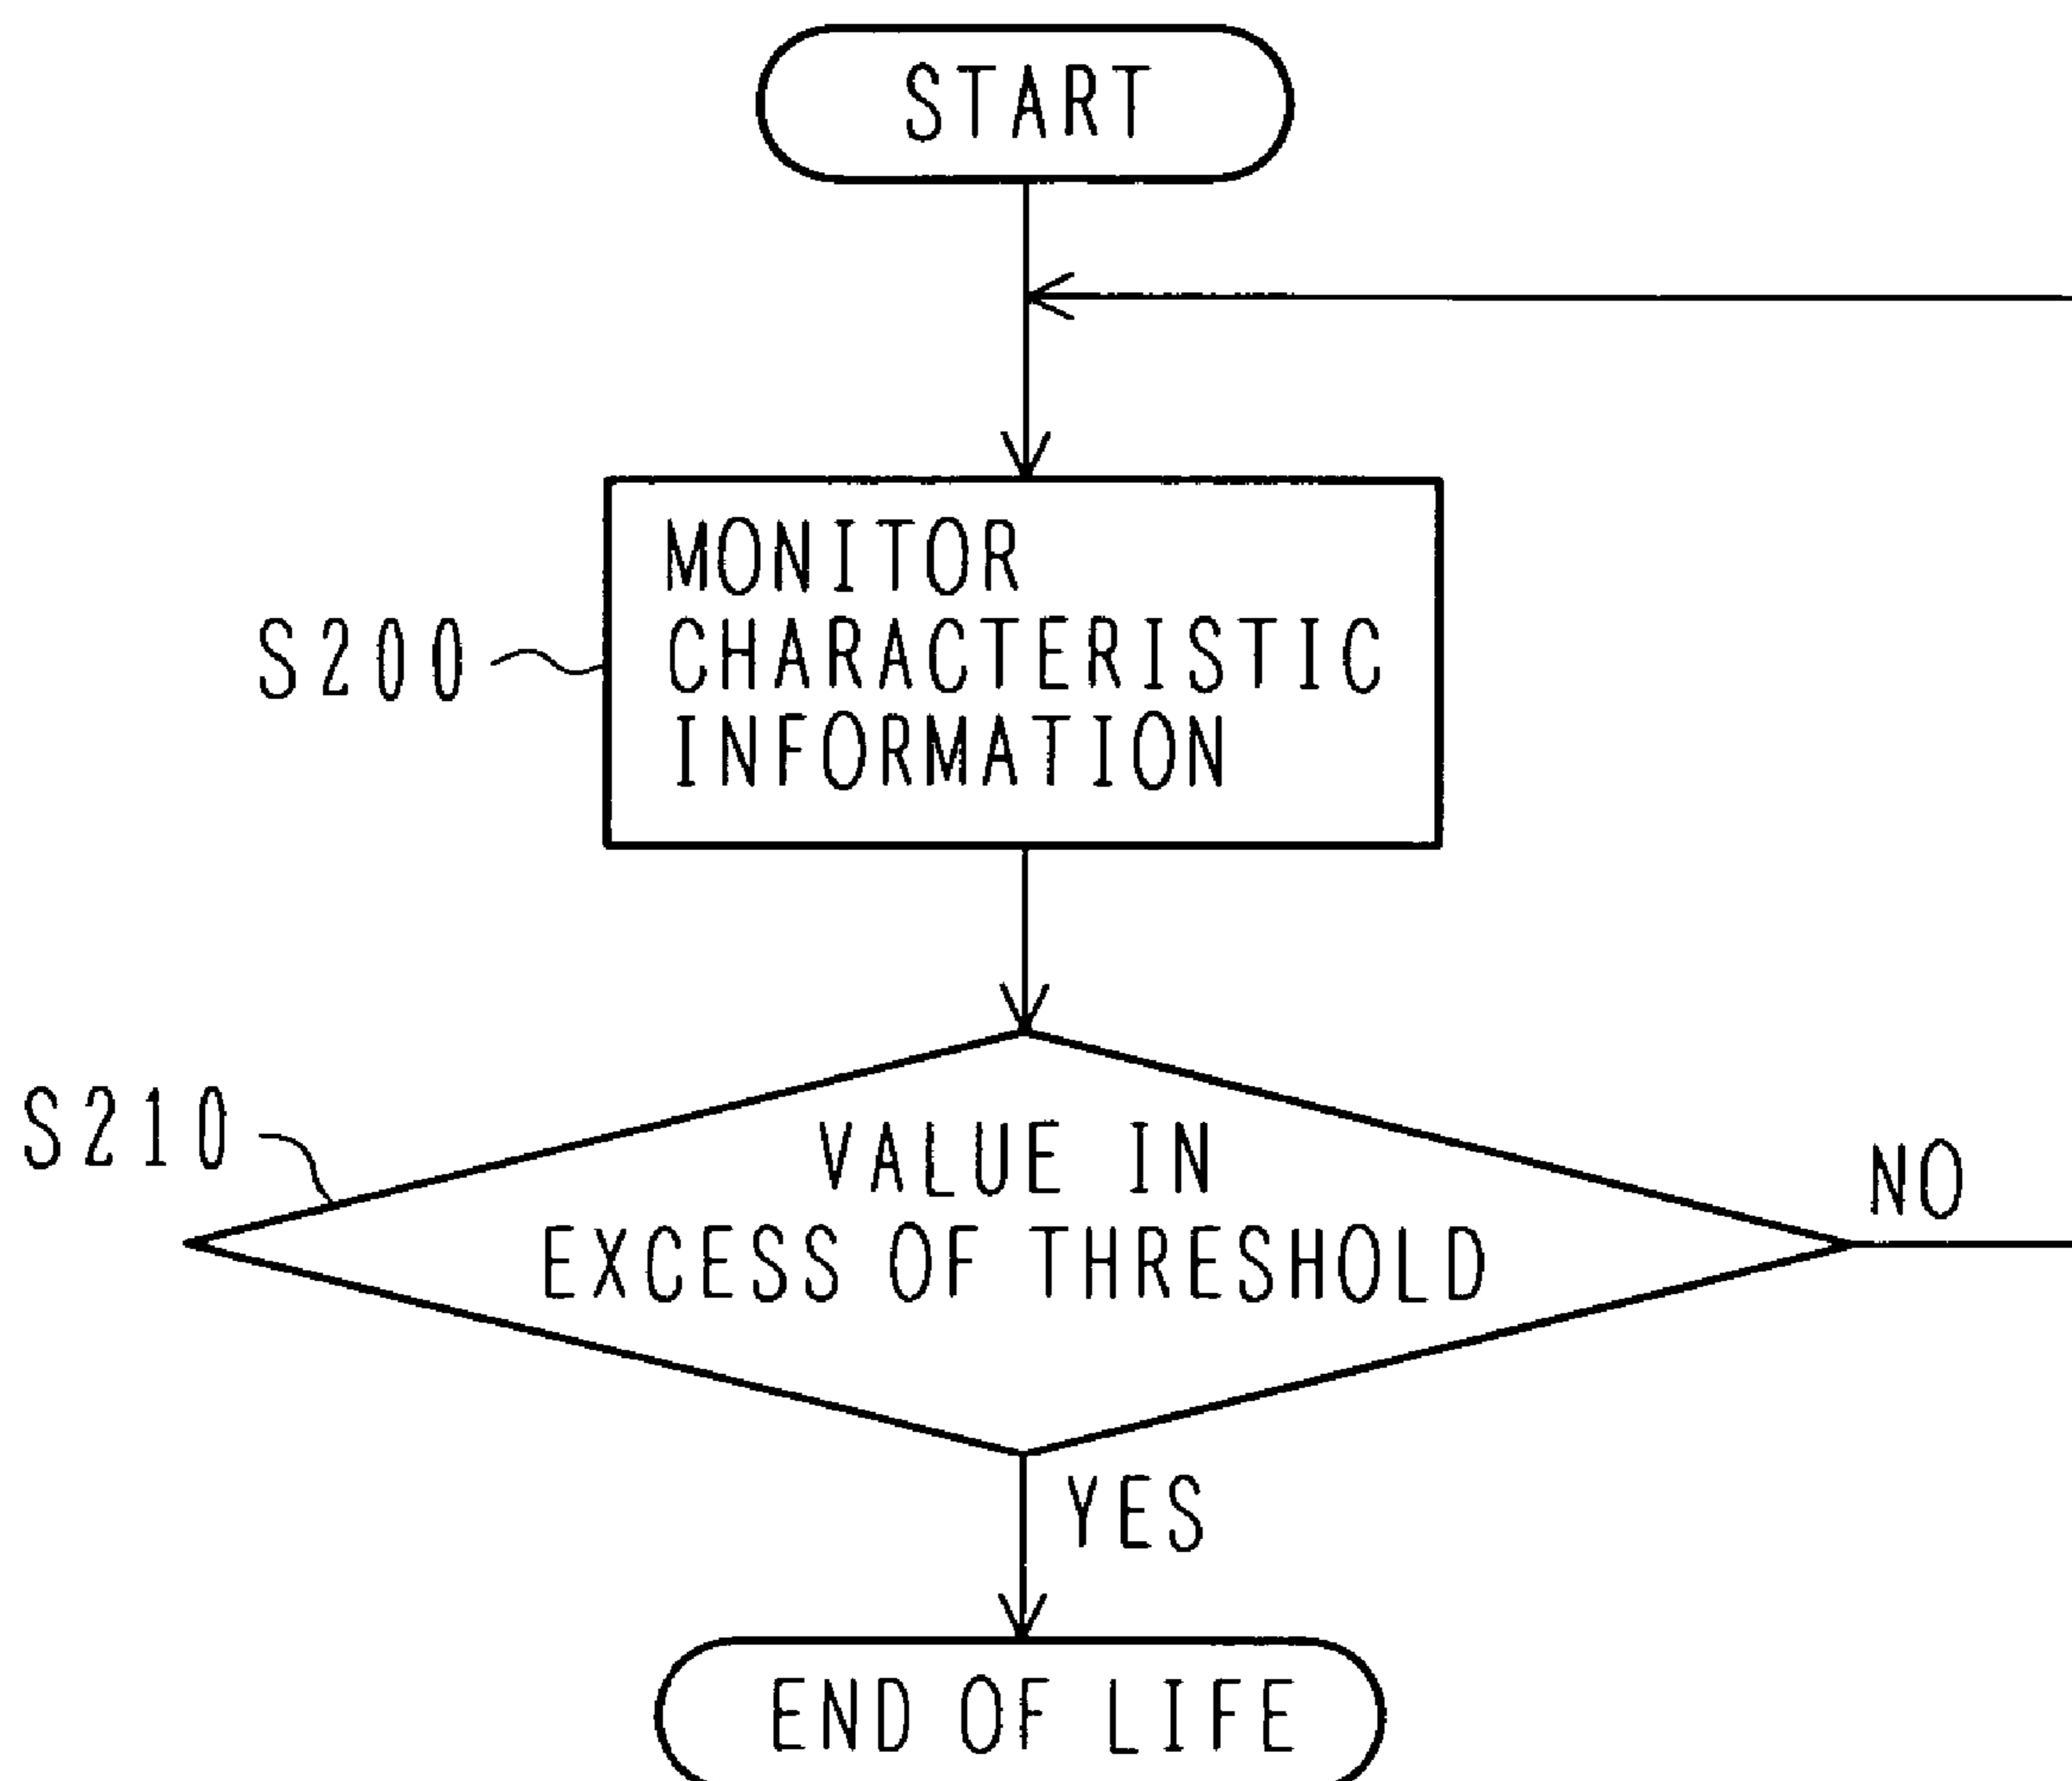 START
MONITOR
CHARACTERISTIC
INFORMATION
S200
S210
VALUE IN
EXCESS OF THRESHOLD
NO
YES
END OF LIFE